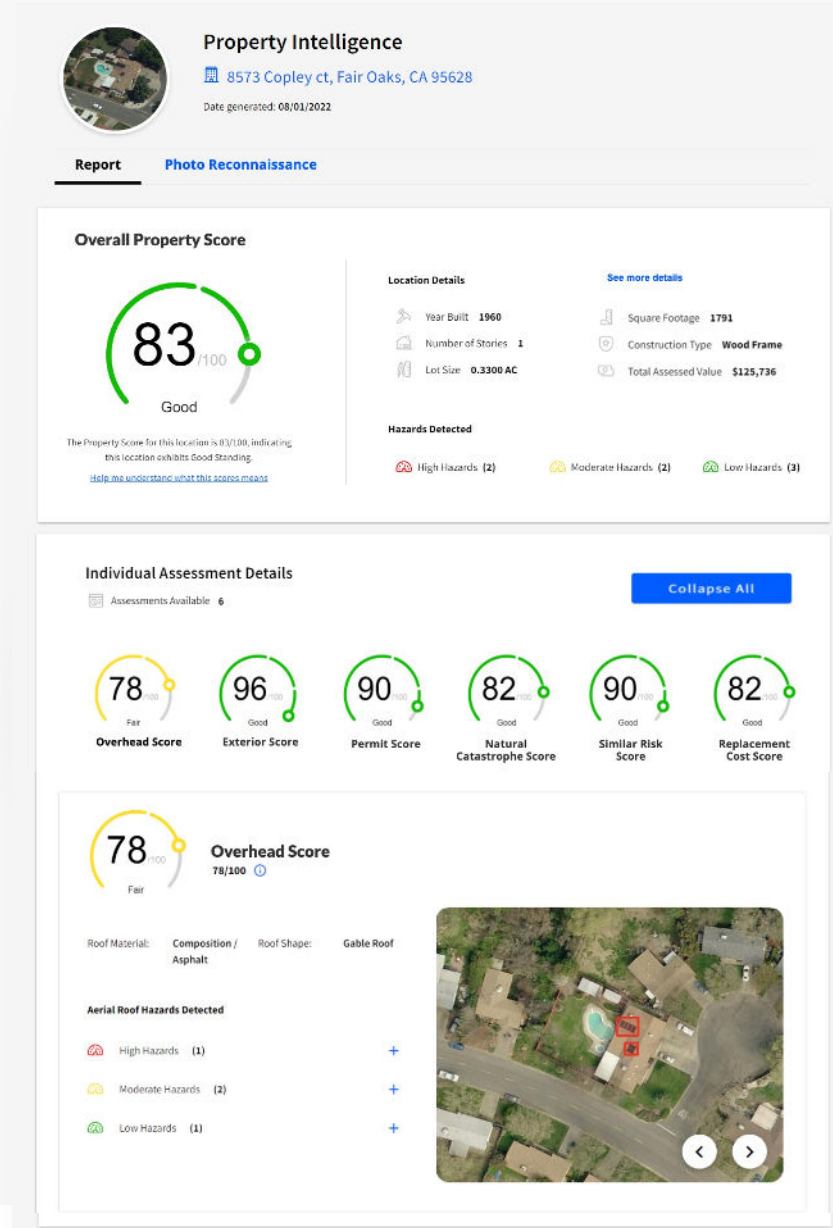 Property Intelligence
8573 Copley ct, Fair Oaks, CA 95628
Date generated: 08/01/2022
Report Photo Reconnaissance
Overall Property Score
83/100
Good
The Property Score for this location is 83/100, indicating
this location exhibits Good Standing.
Help me understand what this scores means
Location Details See more details
Year Built 1960 Square Footage 1791
Number of Stories 1 Construction Type Wood Frame
Lot Size 0.3300 AC Total Assessed Value $125,736
Hazards Detected
High Hazards (2) Moderate Hazards (2) Low Hazards (3)
Individual Assessment Details
Assessments Available 6
Collapse All
78/100 96/100 90/100 82/100 90/100 82/100
Fair Good Good Good Good Good
Overhead Score Exterior Score Permit Score Natural Catastrophe Score Similar Risk Score Replacement Cost Score
78/100
Fair
Overhead Score
78/100
Roof Material: Composition / Asphalt Roof Shape: Gable Roof
Aerial Roof Hazards Detected
High Hazards (1) +
Moderate Hazards (2) +
Low Hazards (1) +